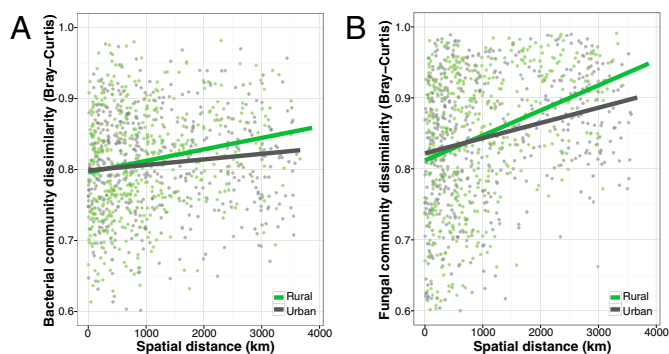 A
Bacterial community dissimilarity (Bray−Curtis)
1.0
0.9
0.8
0.7
0.6
0
1000
2000
3000
4000
Spatial distance (km)
Rural
Urban
B
Fungal community dissimilarity (Bray−Curtis)
1.0
0.9
0.8
0.7
0.6
0
1000
2000
3000
4000
Spatial distance (km)
Rural
Urban